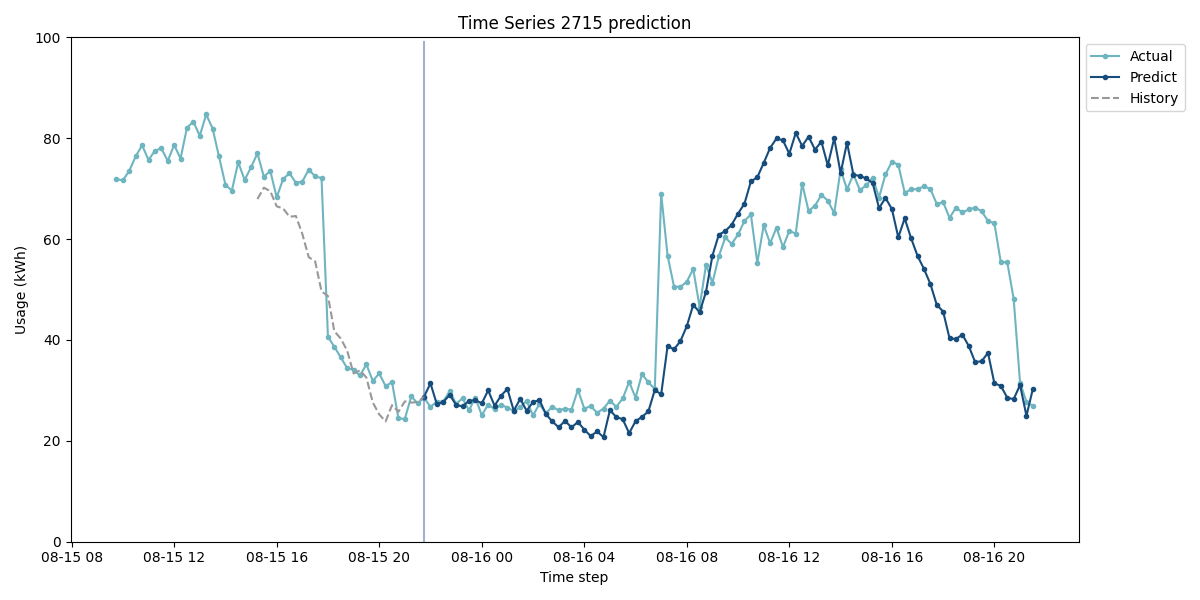 Time Series 2715 prediction
100
80
60
40
20
0
Usage (kWh)
08-15 08
08-15 12
08-15 16
08-15 20
08-16 00
08-16 04
08-16 08
08-16 12
08-16 16
08-16 20
Time step
Actual
Predict
History